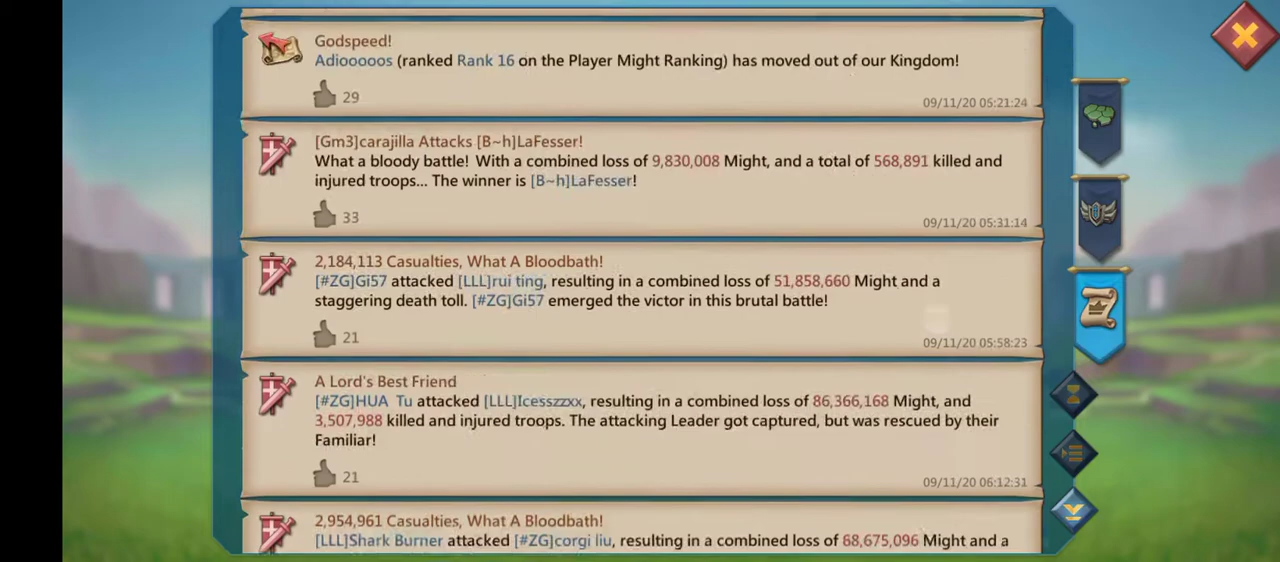 Godspeed!
Adiooooos (ranked Rank 16 on the Player Might Ranking) has moved out of our Kingdom!
29
09/11/20 05:21:24
[Gm3]carajilla Attacks [B~h]LaFesser!
What a bloody battle! With a combined loss of 9,830,008 Might, and a total of 568,891 killed and
injured troops... The winner is [B~h]LaFesser!
33
09/11/20 05:31:14
2,184,113 Casualties, What A Bloodbath!
[#ZG]Gi57 attacked [LLL]rui ting, resulting in a combined loss of 51,858,660 Might and a
staggering death toll. [#ZG]Gi57 emerged the victor in this brutal battle!
21
09/11/20 05:58:23
A Lord's Best Friend
[#ZG]HUA Tu attacked [LLL]Icesszzxx, resulting in a combined loss of 86,366,168 Might, and
3,507,988 killed and injured troops. The attacking Leader got captured, but was rescued by their
Familiar!
21
09/11/20 06:12:31
2,954,961 Casualties, What A Bloodbath!
[LLL]Shark Burner attacked [#ZG]corgi liu, resulting in a combined loss of 68,675,096 Might and a